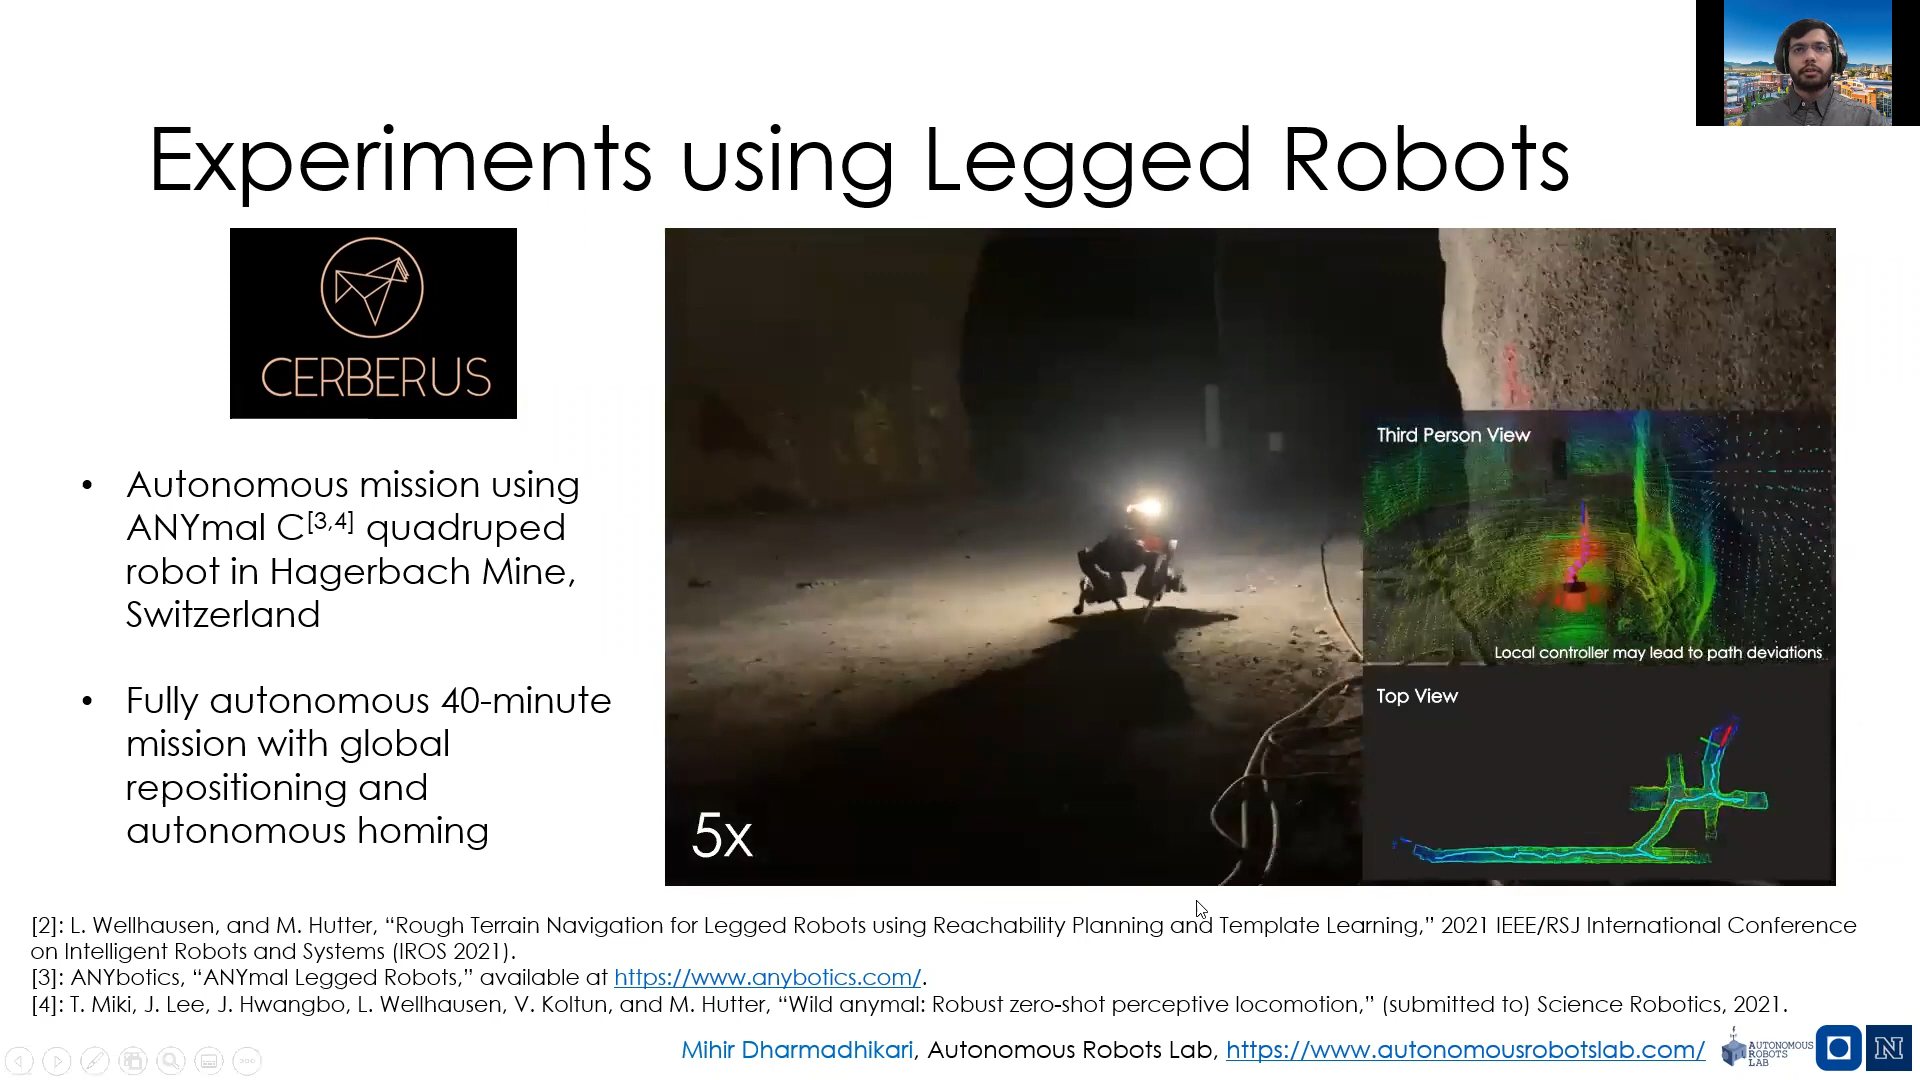 Experiments using Legged Robots
CERBERUS
• Autonomous mission using
ANYmal C[3,4] quadruped
robot in Hagerbach Mine,
Switzerland
• Fully autonomous 40-minute
mission with global
repositioning and
autonomous homing
Third Person View
Local controller may lead to path deviations
Top View
5x
[2]: L. Wellhausen, and M. Hutter, “Rough Terrain Navigation for Legged Robots using Reachability Planning and Template Learning,” 2021 IEEE/RSJ International Conference
on Intelligent Robots and Systems (IROS 2021).
[3]: ANYbotics, “ANYmal Legged Robots,” available at https://www.anybotics.com/.
[4]: T. Miki, J. Lee, J. Hwangbo, L. Wellhausen, V. Koltun, and M. Hutter, “Wild anymal: Robust zero-shot perceptive locomotion,” (submitted to) Science Robotics, 2021.
Mihir Dharmadhikari, Autonomous Robots Lab, https://www.autonomousrobotslab.com/
AUTONOMOUS
ROBOTS
LAB
N